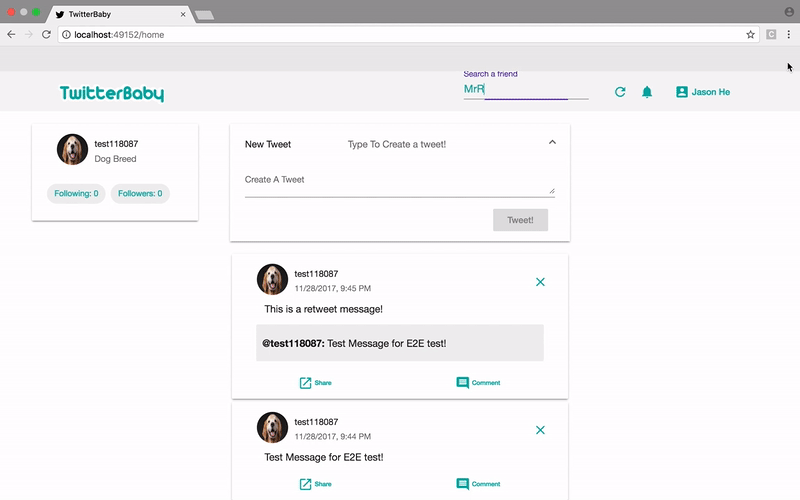 TwitterBaby
localhost:49152/home
TwitterBaby
Search a friend
MrR
Jason He
test118087
Dog Breed
Following: 0
Followers: 0
New Tweet
Type To Create a tweet!
Create A Tweet
Tweet!
test118087
11/28/2017, 9:45 PM
This is a retweet message!
@test118087: Test Message for E2E test!
Share
Comment
test118087
11/28/2017, 9:44 PM
Test Message for E2E test!
Share
Comment